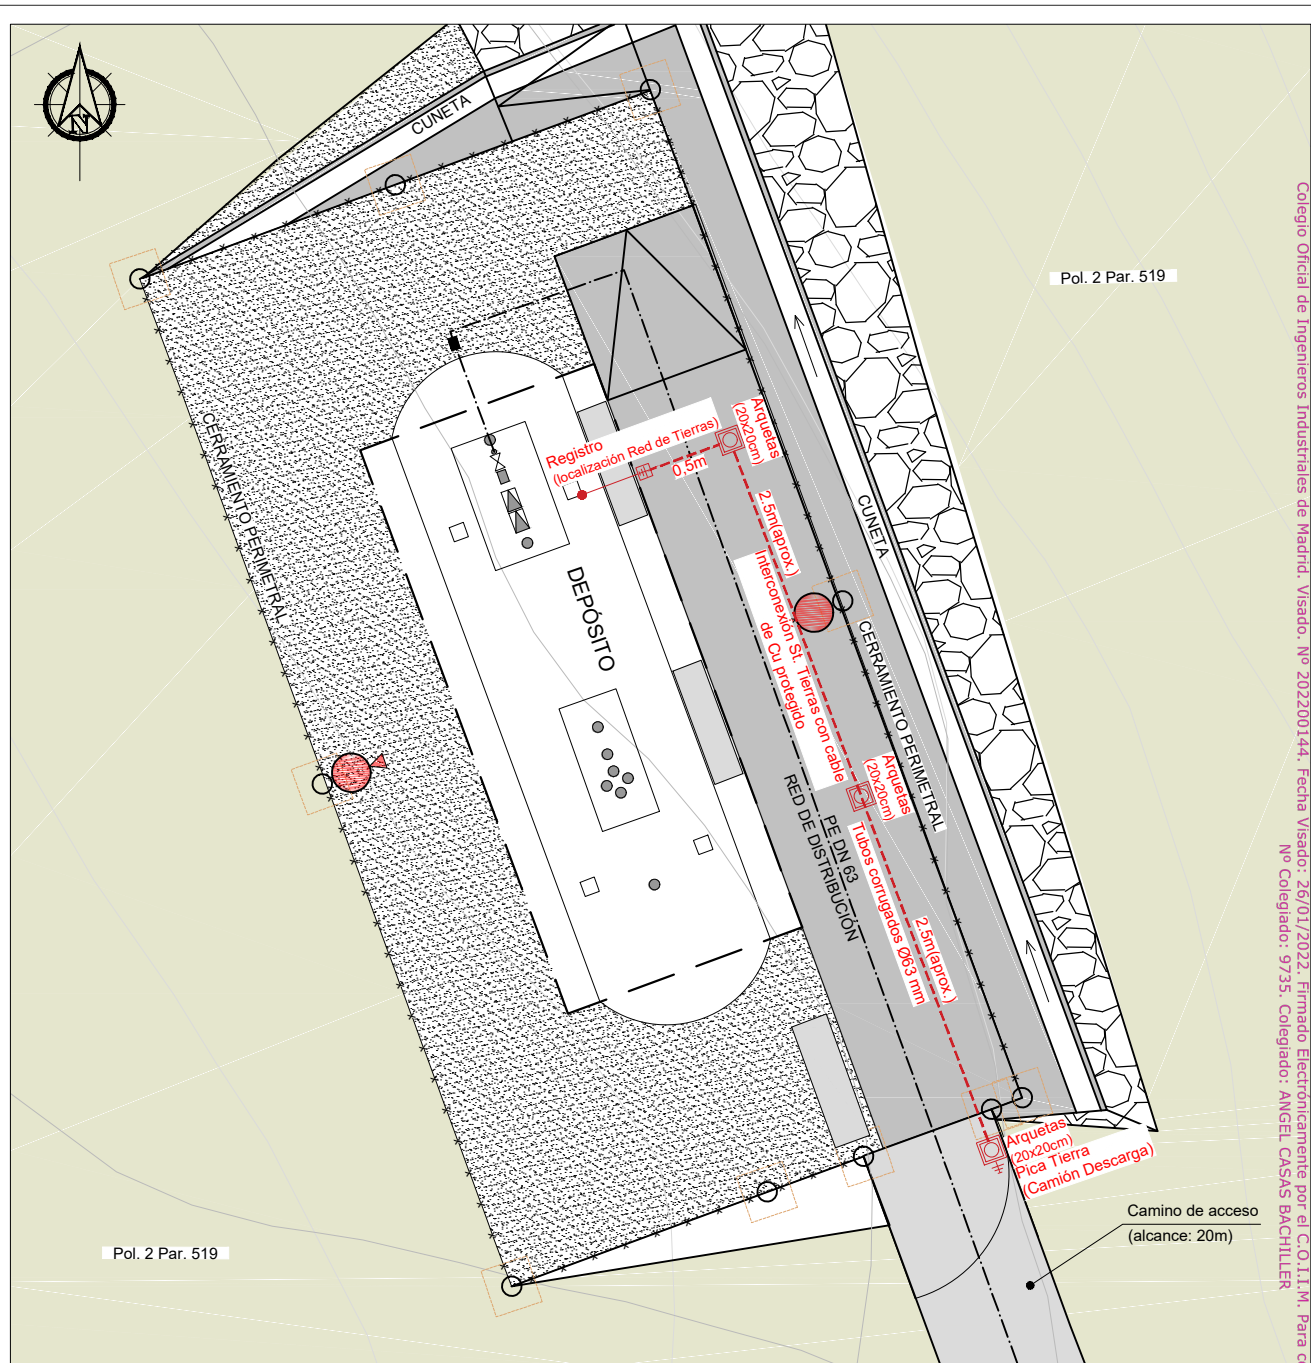 N
CUNETA
Pol. 2 Par. 519
CERRAMIENTO PERIMETRAL
Registro
(localización Red de Tierras)
0,5m
Arquetas
(20x20cm)
2.5m(aprox.)
Interconexión St. Tierras con cable
de Cu protegido
DEPÓSITO
CUNETA
CERRAMIENTO PERIMETRAL
Arquetas
(20x20cm)
PE DN 63
RED DE DISTRIBUCIÓN
Tubos corrugados Ø63 mm
2.5m(aprox.)
Arquetas
(20x20cm)
Pica Tierra
(Camión Descarga)
Camino de acceso
(alcance: 20m)
Pol. 2 Par. 519
Colegio Oficial de Ingenieros Industriales de Madrid. Visado. Nº 202200144. Fecha Visado: 26/01/2022. Firmado Electrónicamente por el C.O.I.I.M. Para
Nº Colegiado: 9735. Colegiado: ANGEL CASAS BACHILLER